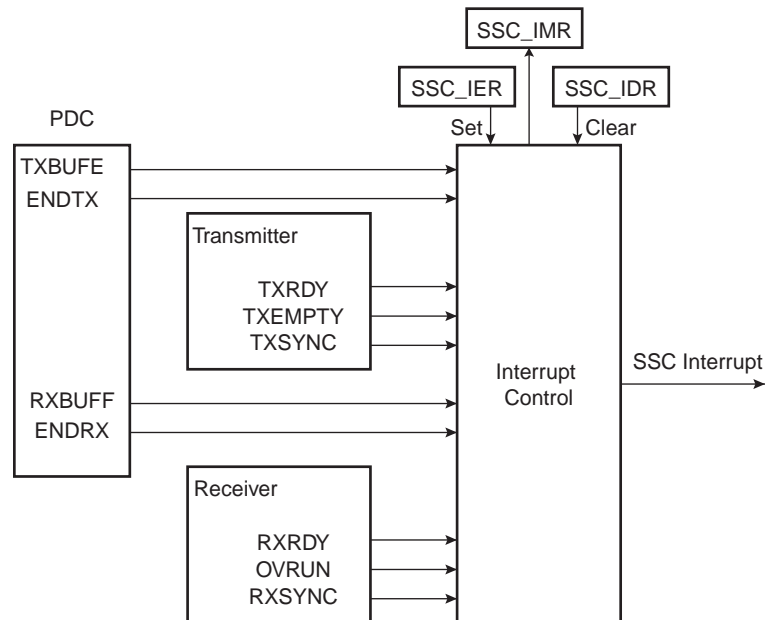 SSC_IMR
SSC_IER
SSC_IDR
PDC
Set
Clear
TXBUFE
ENDTX
Transmitter
TXRDY
TXEMPTY
TXSYNC
RXBUFF
ENDRX
Interrupt
Control
SSC Interrupt
Receiver
RXRDY
OVRUN
RXSYNC